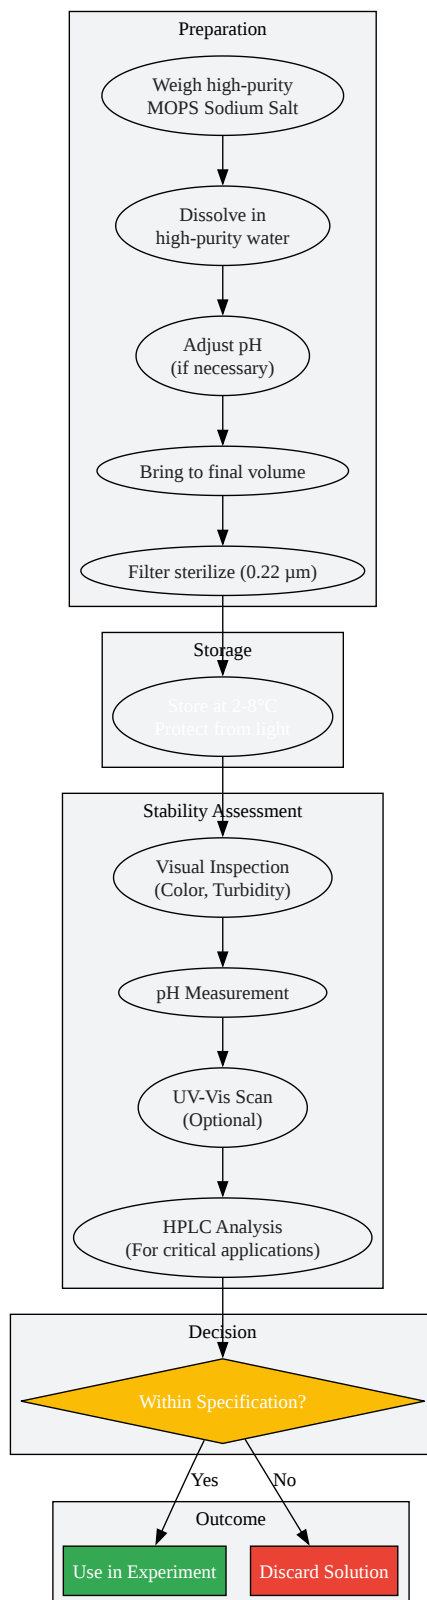 Preparation
Weigh high-purity
MOPS Sodium Salt
Dissolve in
high-purity water
Adjust pH
(if necessary)
Bring to final volume
Filter sterilize (0.22 µm)
Storage
Store at 2-8°C
Protect from light
Stability Assessment
Visual Inspection
(Color, Turbidity)
pH Measurement
UV-Vis Scan
(Optional)
HPLC Analysis
(For critical applications)
Decision
Within Specification?
Yes
No
Outcome
Use in Experiment
Discard Solution